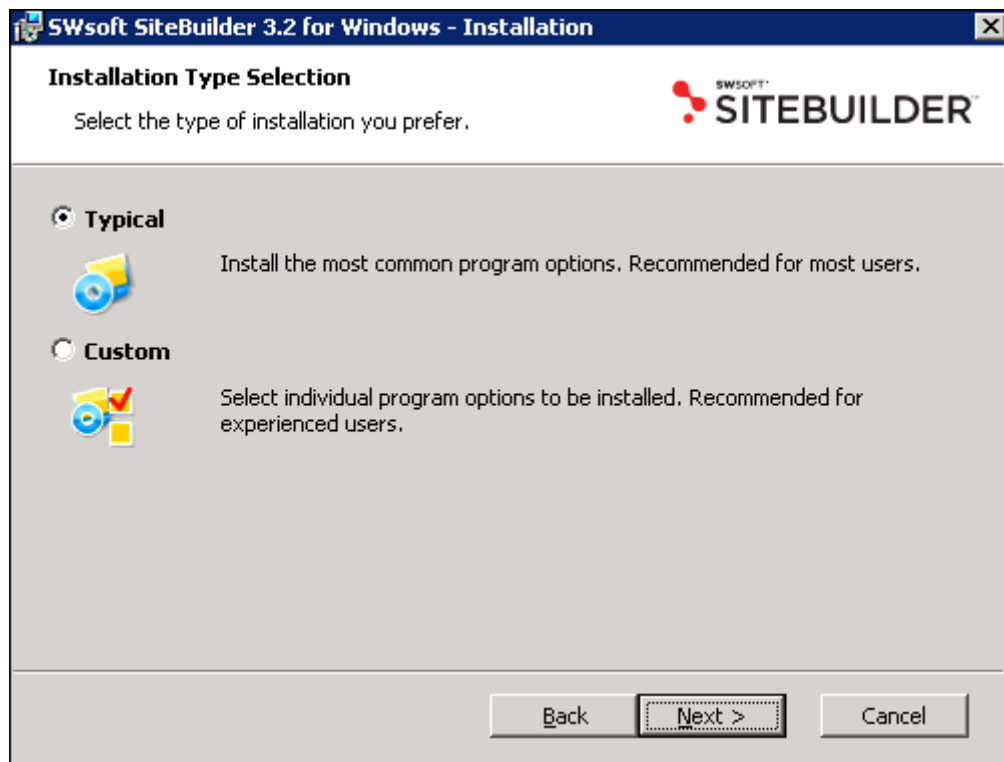 SWsoft SiteBuilder 3.2 for Windows - Installation
Installation Type Selection
Select the type of installation you prefer.
SWSOFT
SITEBUILDER
Typical
Install the most common program options. Recommended for most users.
Custom
Select individual program options to be installed. Recommended for
experienced users.
Back
Next >
Cancel